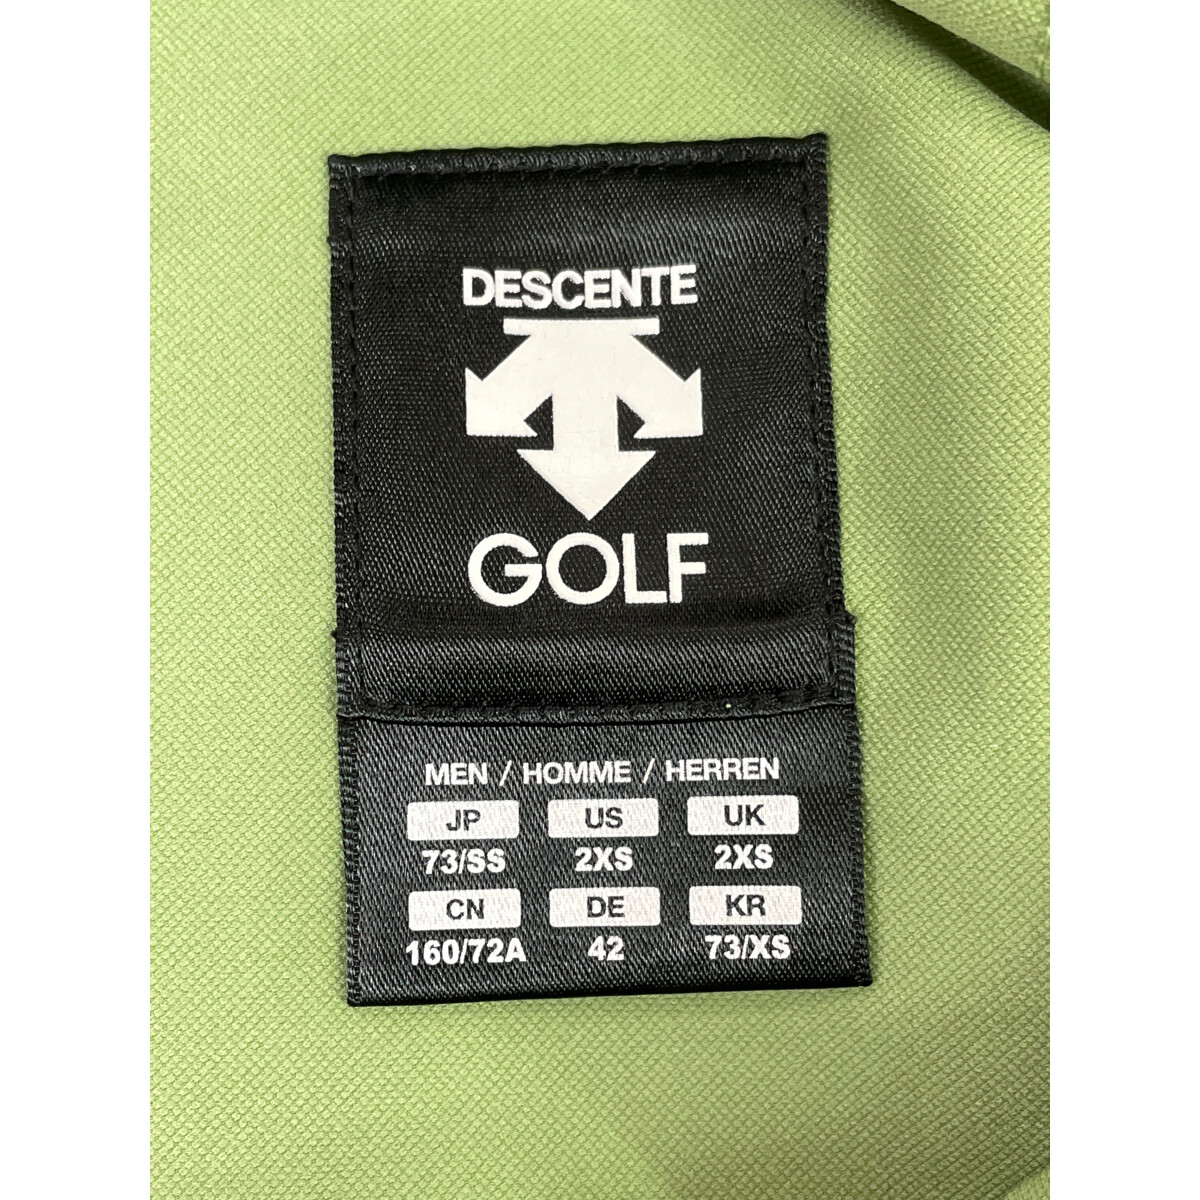 DESCENTE
GOLF
MEN / HOMME / HERREN
JP US UK
73/SS 2XS 2XS
CN DE KR
160/72A 42 73/XS